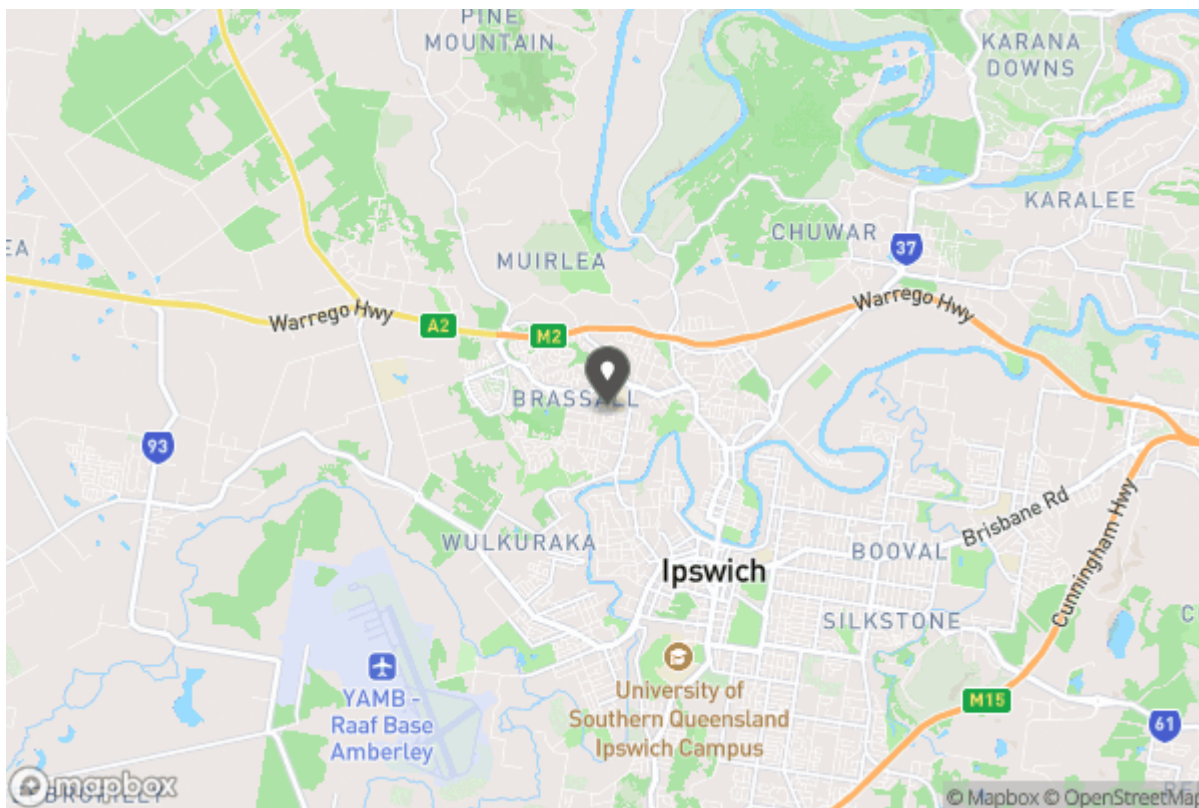 PINE
MOUNTAIN
KARANA
DOWNS
KARALEE
CHUWAR
37
MUIRLEA
EA
Warrego Hwy
Warrego Hwy
A2
M2
BRASSALL
93
Brisbane Rd
WULKURAKA
BOOVAL
Ipswich
Cunningham Hwy
SILKSTONE
C
YAMB -
Raaf Base
Amberley
University of
Southern Queensland
Ipswich Campus
M15
61
mapbox
© Mapbox © OpenStreetMap